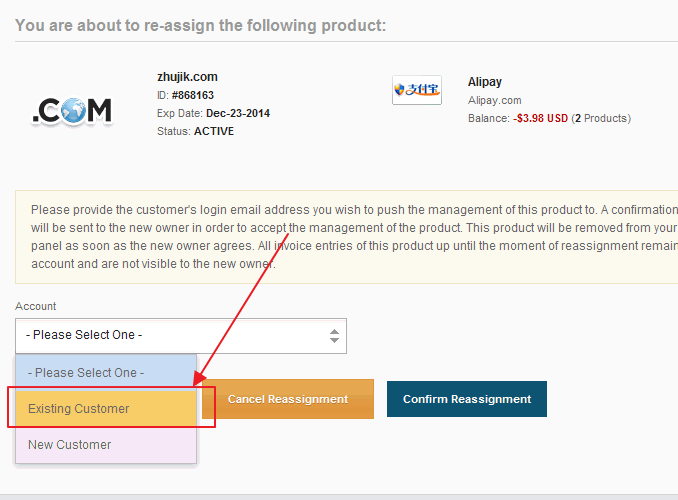 You are about to re-assign the following product:
.COM
zhujik.com
ID: #868163
Exp Date: Dec-23-2014
Status: ACTIVE
支付宝
Alipay
Alipay.com
Balance: -$3.98 USD (2 Products)
Please provide the customer's login email address you wish to push the management of this product to. A confirmation
will be sent to the new owner in order to accept the management of the product. This product will be removed from your
panel as soon as the new owner agrees. All invoice entries of this product up until the moment of reassignment remain
account and are not visible to the new owner.
Account
- Please Select One -
- Please Select One -
Existing Customer
New Customer
Cancel Reassignment
Confirm Reassignment